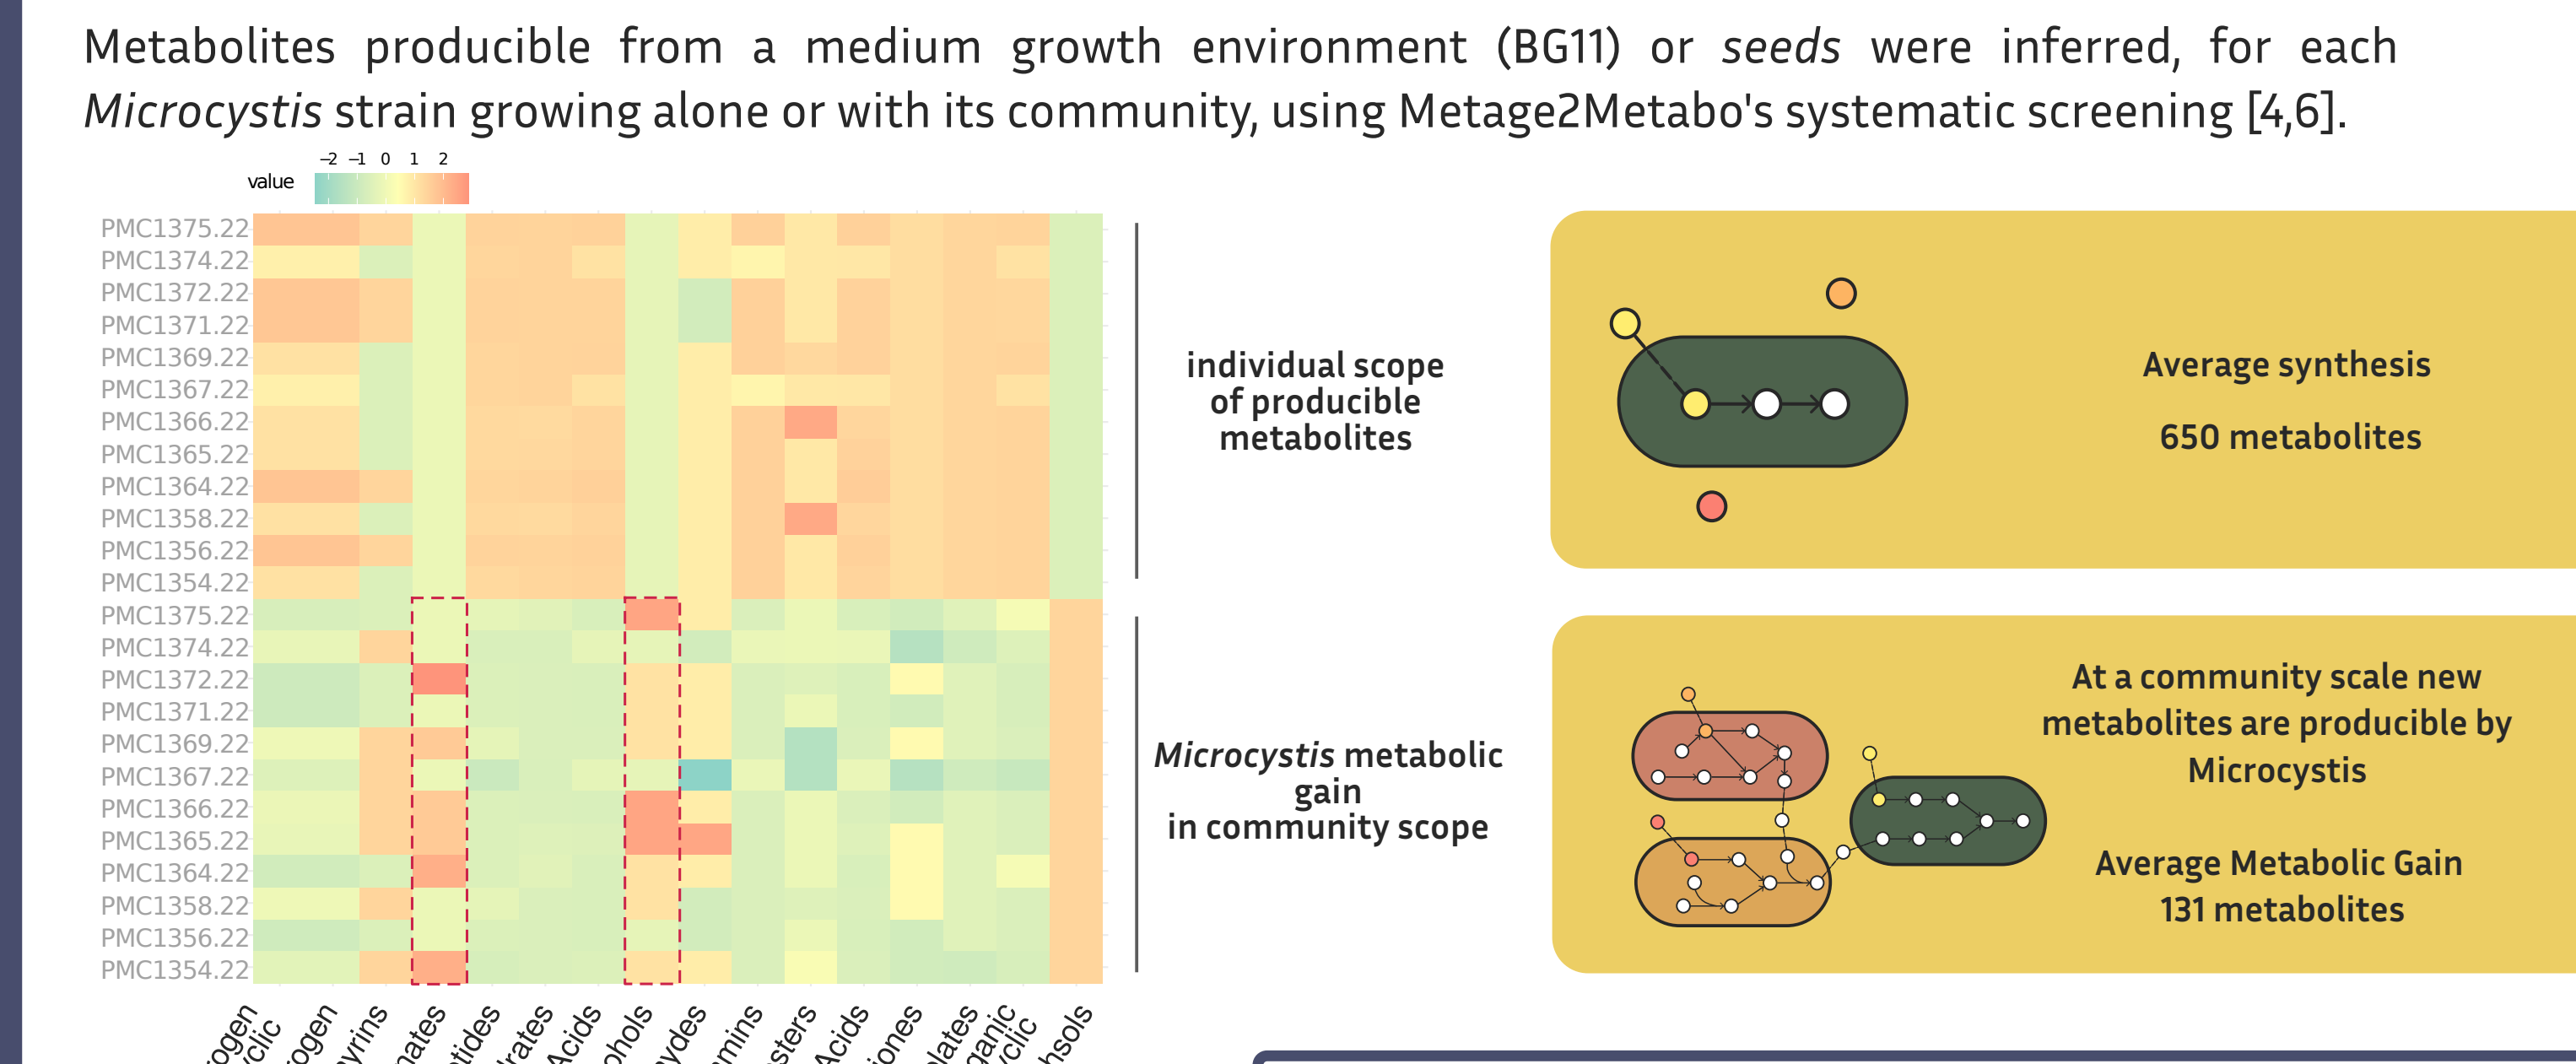 Metabolites producible from a medium growth environment (BG11) or seeds were inferred, for each
Microcystis strain growing alone or with its community, using Metage2Metabo's systematic screening [4,6].
−2 −1 0 1 2
value
PMC1375.22
PMC1374.22
PMC1372.22
PMC1371.22
PMC1369.22
PMC1367.22
PMC1366.22
PMC1365.22
PMC1364.22
PMC1358.22
PMC1356.22
PMC1354.22
PMC1375.22
PMC1374.22
PMC1372.22
PMC1371.22
PMC1369.22
PMC1367.22
PMC1366.22
PMC1365.22
PMC1364.22
PMC1358.22
PMC1356.22
PMC1354.22
individual scope
of producible
metabolites
Microcystis metabolic
gain
in community scope
Average synthesis
650 metabolites
At a community scale new
metabolites are producible by
Microcystis
Average Metabolic Gain
131 metabolites
Acids
Acids